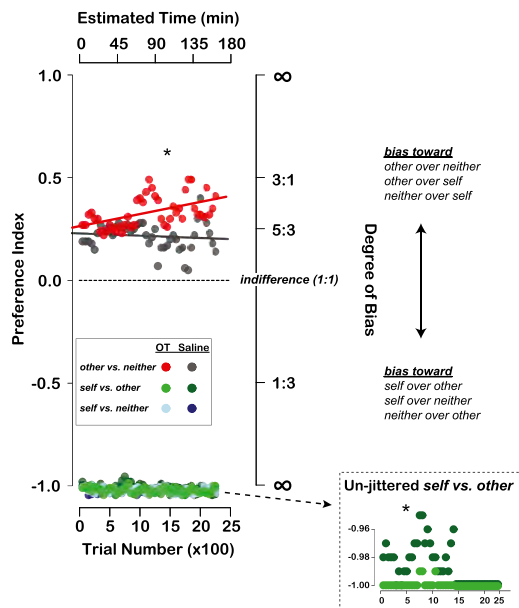 Estimated Time (min)
0 45 90 135 180
1.0
0.5
0.0
-0.5
-1.0
Preference Index
*
∞
3:1
5:3
indifference (1:1)
1:3
∞
Degree of Bias
bias toward
other over neither
other over self
neither over self
bias toward
self over other
self over neither
neither over other
OT Saline
other vs. neither
self vs. other
self vs. neither
0 5 10 15 20 25
Trial Number (x100)
Un-jittered self vs. other
*
-0.96
-0.98
-1.00
0 5 10 15 20 25